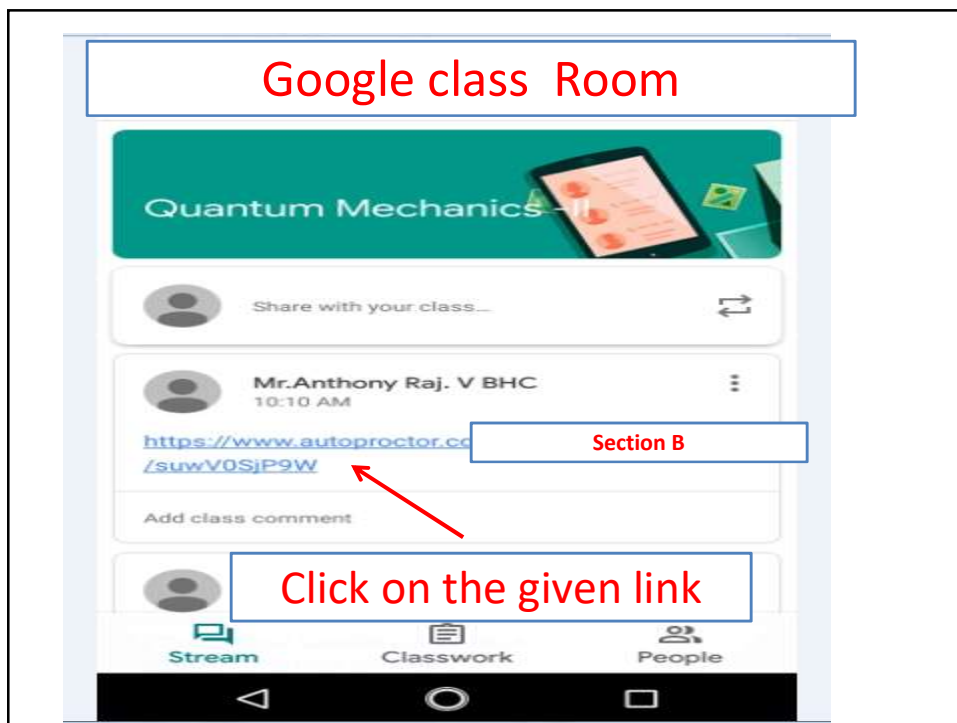 Google class Room
Quantum Mechanics -II
Share with your class...
Mr.Anthony Raj. V BHC
10:10 AM
https://www.autoproctor.co
Section B
/suwV0SjP9W
Add class comment
Click on the given link
Stream Classwork People